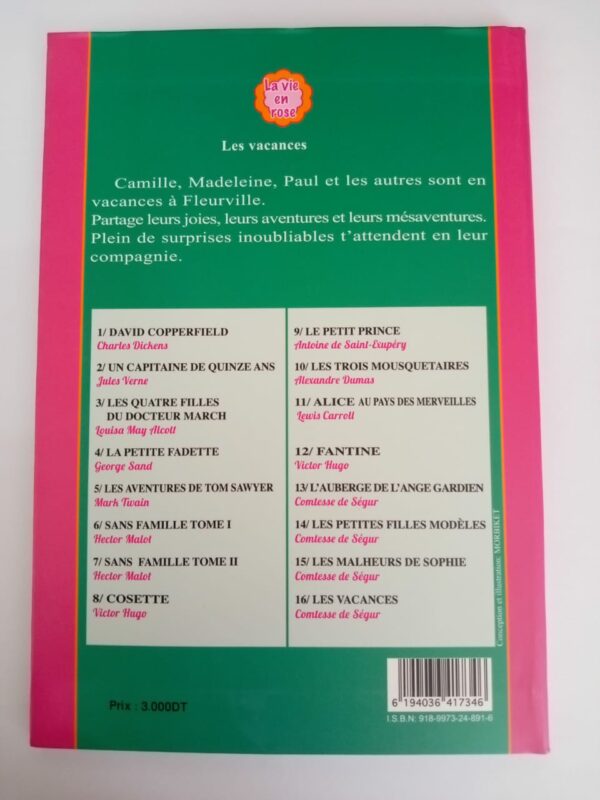 La vie
en
rose
Les vacances
Camille, Madeleine, Paul et les autres sont en
vacances à Fleurville.
Partage leurs joies, leurs aventures et leurs mésaventures.
Plein de surprises inoubliables t'attendent en leur
compagnie.
1/ DAVID COPPERFIELD
Charles Dickens
2/ UN CAPITAINE DE QUINZE ANS
Jules Verne
3/ LES QUATRE FILLES
DU DOCTEUR MARCH
Louisa May Alcott
4/ LA PETITE FADETTE
George Sand
5/ LES AVENTURES DE TOM SAWYER
Mark Twain
6/ SANS FAMILLE TOME I
Hector Malot
7/ SANS FAMILLE TOME II
Hector Malot
8/ COSETTE
Victor Hugo
9/ LE PETIT PRINCE
Antoine de Saint-Exupéry
10/ LES TROIS MOUSQUETAIRES
Alexandre Dumas
11/ ALICE AU PAYS DES MERVEILLES
Lewis Carroll
12/ FANTINE
Victor Hugo
13/ L'AUBERGE DE L'ANGE GARDIEN
Comtesse de Ségur
14/ LES PETITES FILLES MODÈLES
Comtesse de Ségur
15/ LES MALHEURS DE SOPHIE
Comtesse de Ségur
16/ LES VACANCES
Comtesse de Ségur
Conception et illustration: MORBIKET
Prix : 3.000DT
6 194036 417346
I.S.B.N: 918-9973-24-891-6